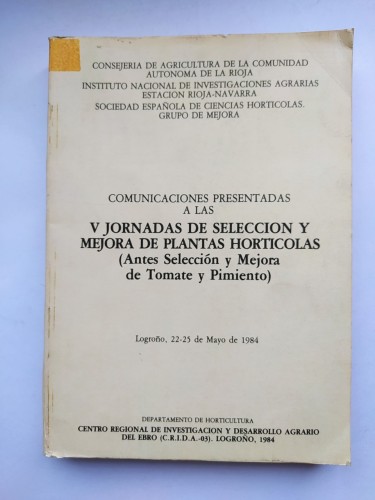 CONSEJERIA DE AGRICULTURA DE LA COMUNIDAD
AUTONOMA DE LA RIOJA
INSTITUTO NACIONAL DE INVESTIGACIONES AGRARIAS
ESTACION RIOJA-NAVARRA
SOCIEDAD ESPAÑOLA DE CIENCIAS HORTICOLAS.
GRUPO DE MEJORA
COMUNICACIONES PRESENTADAS
A LAS
V JORNADAS DE SELECCION Y
MEJORA DE PLANTAS HORTICOLAS
(Antes Selección y Mejora
de Tomate y Pimiento)
Logroño, 22-25 de Mayo de 1984
DEPARTAMENTO DE HORTICULTURA
CENTRO REGIONAL DE INVESTIGACION Y DESARROLLO AGRARIO
DEL EBRO (C.R.I.D.A.-03). LOGROÑO, 1984